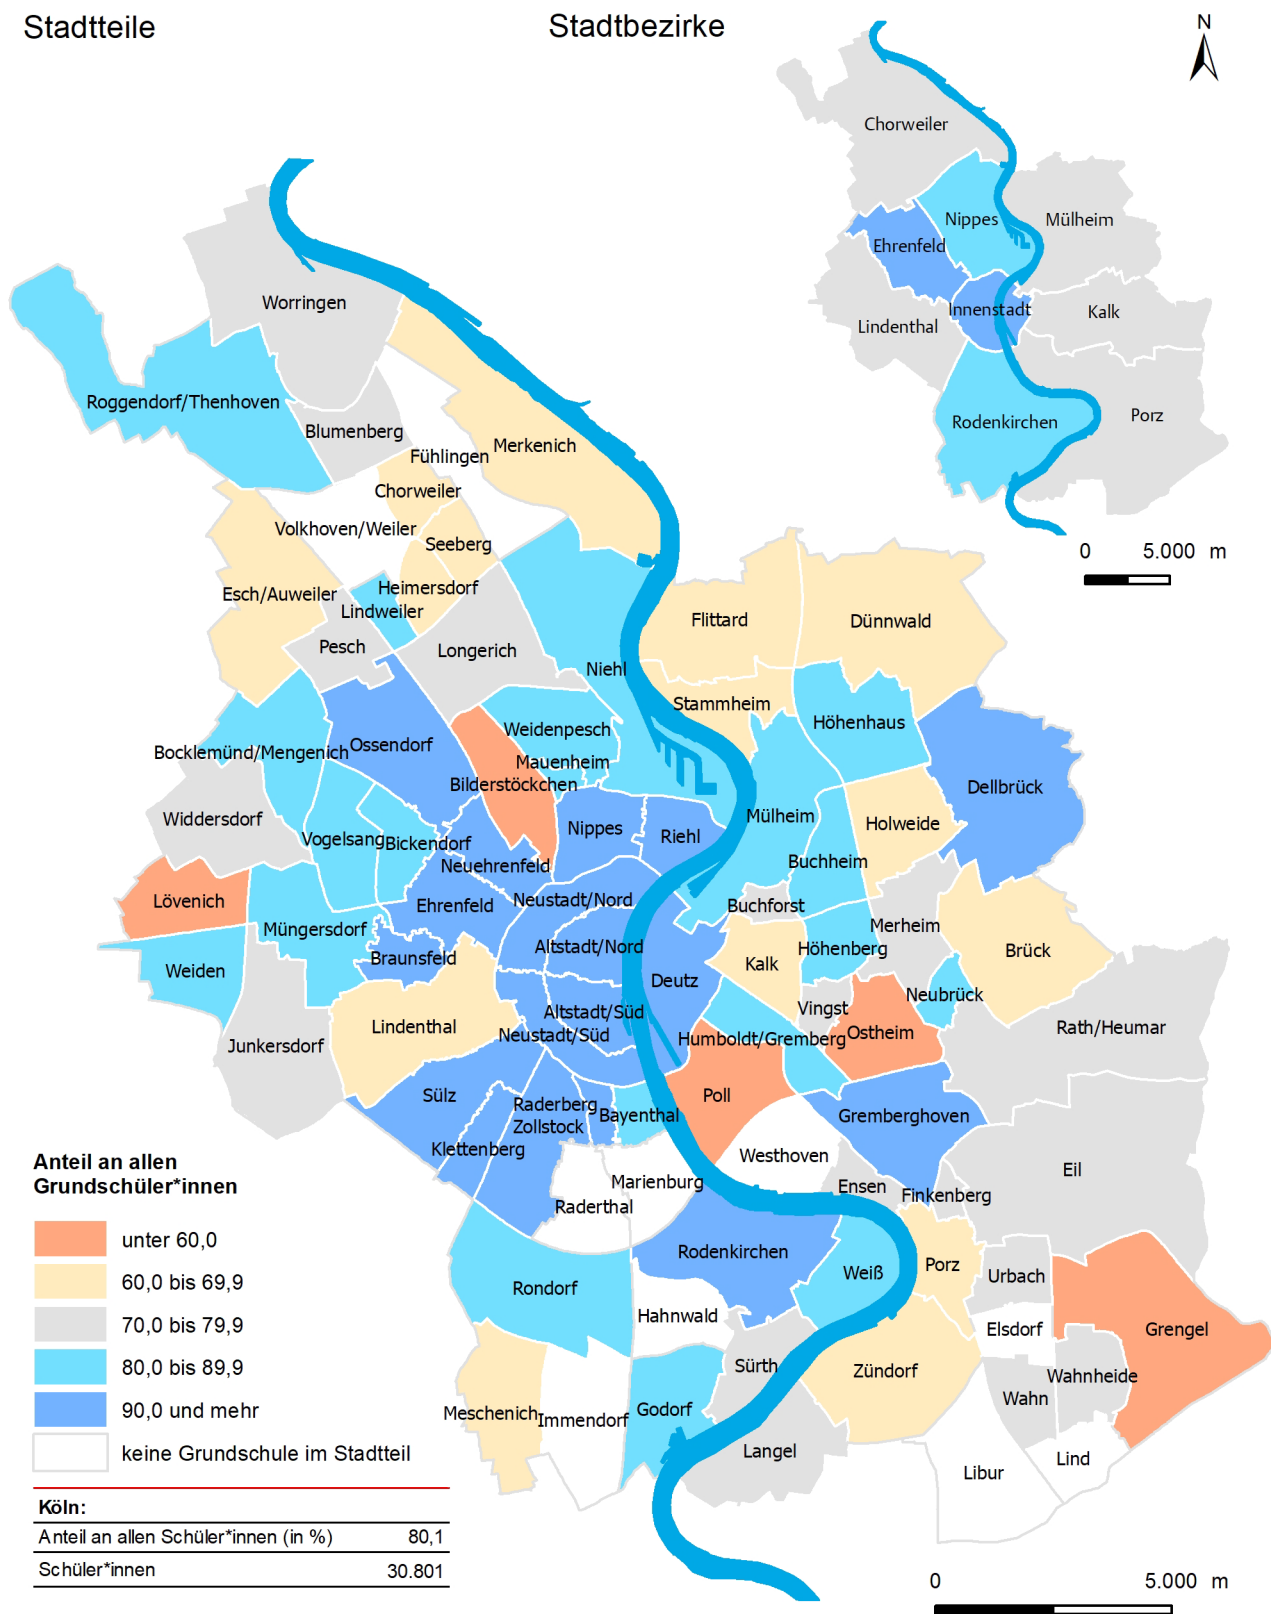 Stadtteile
Stadtbezirke
N
Chorweiler
Nippes
Mülheim
Ehrenfeld
Innenstadt
Kalk
Lindenthal
Rodenkirchen
Porz
0 5.000 m
Worringen
Roggendorf/Thenhoven
Blumenberg
Merkenich
Fühlingen
Chorweiler
Volkhoven/Weiler
Seeberg
Esch/Auweiler
Heimersdorf
Lindweiler
Pesch
Longerich
Niehl
Flittard
Dünnwald
Stammheim
Höhenhaus
Weidenpesch
Bocklemünd/Mengenich
Ossendorf
Mauenheim
Bilderstöckchen
Dellbrück
Widdersdorf
Mülheim
Holweide
Vogelsang
Bickendorf
Nippes
Riehl
Neuehrenfeld
Buchheim
Lövenich
Ehrenfeld
Neustadt/Nord
Buchforst
Müngersdorf
Merheim
Braunsfeld
Altstadt/Nord
Höhenberg
Brück
Weiden
Kalk
Deutz
Neubrück
Vingst
Altstadt/Süd
Lindenthal
Neustadt/Süd
Humboldt/Gremberg
Ostheim
Rath/Heumar
Junkersdorf
Sülz
Poll
Raderberg
Bayenthal
Zollstock
Gremberghoven
Klettenberg
Westhoven
Eil
Marienburg
Ensen
Finkenberg
Raderthal
Rodenkirchen
Porz
Weiß
Urbach
Rondorf
Hahnwald
Elsdorf
Grengel
Sürth
Zündorf
Wahnheide
Wahn
Meschenich
Immendorf
Godorf
Langel
Lind
Libur
Anteil an allen
Grundschüler*innen
unter 60,0
60,0 bis 69,9
70,0 bis 79,9
80,0 bis 89,9
90,0 und mehr
keine Grundschule im Stadtteil
Köln:
Anteil an allen Schüler*innen (in %) 80,1
Schüler*innen 30.801
0 5.000 m